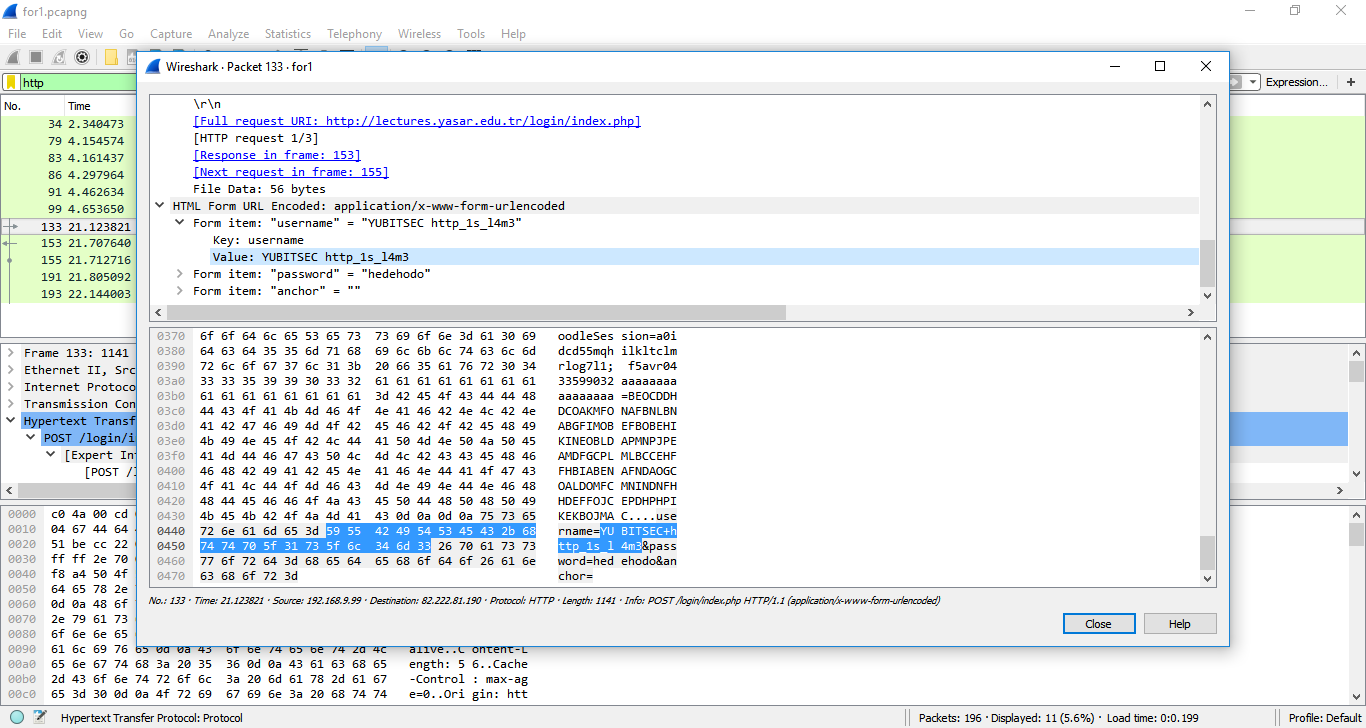 for1.pcapng
File Edit View Go Capture Analyze Statistics Telephony Wireless Tools Help
http
Expression... +
No. Time
34 2.340473
79 4.154574
83 4.161437
86 4.297964
91 4.462634
99 4.653650
133 21.123821
153 21.707640
155 21.712716
191 21.805092
193 22.144003
Wireshark · Packet 133 · for1
\r\n
[Full request URI: http://lectures.yasar.edu.tr/login/index.php]
[HTTP request 1/3]
[Response in frame: 153]
[Next request in frame: 155]
File Data: 56 bytes
HTML Form URL Encoded: application/x-www-form-urlencoded
Form item: "username" = "YUBITSEC http_1s_l4m3"
Key: username
Value: YUBITSEC http_1s_l4m3
Form item: "password" = "hedehodo"
Form item: "anchor" = ""
0370 6f 6f 64 6c 65 53 65 73 73 69 6f 6e 3d 61 30 69 oodleSes sion=a0i
0380 64 63 64 35 35 6d 71 68 69 6c 6b 6c 74 63 6c 6d dcd55mqh ilkltclm
0390 72 6c 6f 67 37 6c 31 3b 20 66 35 61 76 72 30 34 rlog7l1; f5avr04
03a0 33 33 35 39 39 30 33 32 61 61 61 61 61 61 61 61 33599032 aaaaaaaa
03b0 61 61 61 61 61 61 61 61 3d 42 45 4f 43 44 44 48 aaaaaaaa =BEOCDDH
03c0 44 43 4f 41 4b 4d 46 4f 4e 41 46 42 4e 4c 42 4e DCOAKMFO NAFBNLBN
03d0 41 42 47 46 49 4d 4f 42 45 46 42 4f 42 45 48 49 ABGFIMOB EFBOBEHI
03e0 4b 49 4e 45 4f 42 4c 44 41 50 4d 4e 50 4a 50 45 KINEOBLD APMNPJPE
03f0 41 4d 44 46 47 43 50 4c 4d 4c 42 43 43 45 48 46 AMDFGCPL MLBCCEHF
0400 46 48 42 49 41 42 45 4e 41 46 4e 44 41 4f 47 43 FHBIABEN AFNDAOGC
0410 4f 41 4c 44 4f 4d 46 43 4d 4e 49 4e 44 4e 46 48 OALDOMFC MNINDNFH
0420 48 44 45 46 46 4f 4a 43 45 50 44 48 50 48 50 49 HDEFFOJC EPDHPHPI
0430 4b 45 4b 42 4f 4a 4d 41 43 0d 0a 0d 0a 75 73 65 KEKBOJMA C....use
0440 72 6e 61 6d 65 3d 59 55 42 49 54 53 45 43 2b 68 rname=YU BITSEC+h
0450 74 74 70 5f 31 73 5f 6c 34 6d 33 26 70 61 73 73 ttp_1s_l 4m3&pass
0460 77 6f 72 64 3d 68 65 64 65 68 6f 64 6f 26 61 6e word=hed ehodo&an
0470 63 68 6f 72 3d chor=
No.: 133 · Time: 21.123821 · Source: 192.168.9.99 · Destination: 82.222.81.190 · Protocol: HTTP · Length: 1141 · Info: POST /login/index.php HTTP/1.1 (application/x-www-form-urlencoded)
Close Help
Frame 133: 1141
Ethernet II, Src
Internet Protoco
Transmission Con
Hypertext Transf
POST /login/i
[Expert In
[POST /
0000 c0 4a 00 cd
0010 04 67 44 64
0020 51 be cc 22
0030 ff ff 2e 70
0040 f8 a4 50 4f
0050 64 65 78 2e
0060 0d 0a 48 6f
0070 2e 79 61 73
0080 6f 6e 6e 65
0090 61 6c 69 76 65 0d 0a 43 6f 6e 74 65 6e 74 2d 4c alive..C ontent-L
00a0 65 6e 67 74 68 3a 20 35 36 0d 0a 43 61 63 68 65 ength: 5 6..Cache
00b0 2d 43 6f 6e 74 72 6f 6c 3a 20 6d 61 78 2d 61 67 -Control : max-ag
00c0 65 3d 30 0d 0a 4f 72 69 67 69 6e 3a 20 68 74 74 e=0..Ori gin: htt
Hypertext Transfer Protocol: Protocol
Packets: 196 · Displayed: 11 (5.6%) · Load time: 0:0.199
Profile: Default